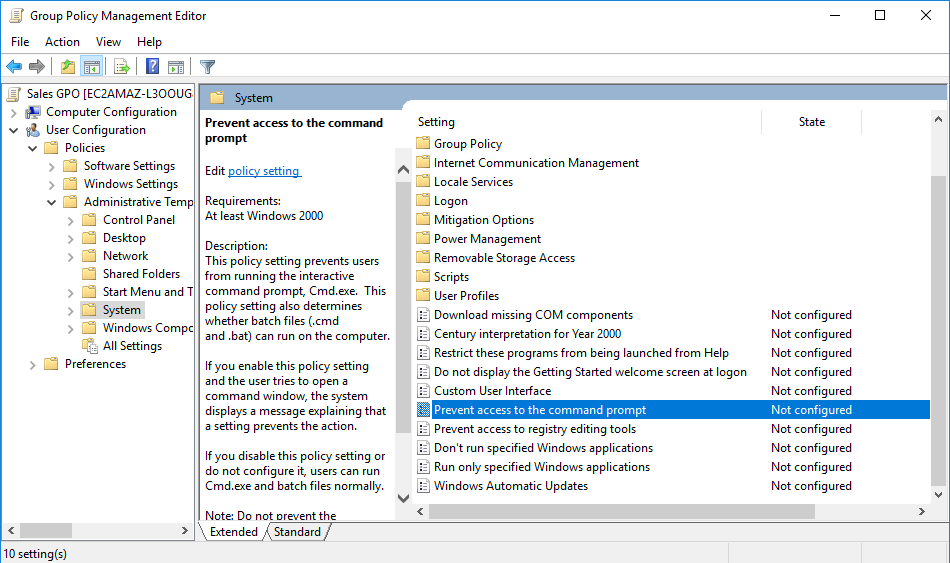 Group Policy Management Editor
File Action View Help
Sales GPO [EC2AMAZ-L3OOUG
Computer Configuration
User Configuration
Policies
Software Settings
Windows Settings
Administrative Temp
Control Panel
Desktop
Network
Shared Folders
Start Menu and T
System
Windows Compo
All Settings
Preferences
System
Prevent access to the command
prompt
Edit policy setting
Requirements:
At least Windows 2000
Description:
This policy setting prevents users
from running the interactive
command prompt, Cmd.exe. This
policy setting also determines
whether batch files (.cmd
and .bat) can run on the computer.
If you enable this policy setting
and the user tries to open a
command window, the system
displays a message explaining that
a setting prevents the action.
If you disable this policy setting or
do not configure it, users can run
Cmd.exe and batch files normally.
Note: Do not prevent the
Setting State
Group Policy
Internet Communication Management
Locale Services
Logon
Mitigation Options
Power Management
Removable Storage Access
Scripts
User Profiles
Download missing COM components Not configured
Century interpretation for Year 2000 Not configured
Restrict these programs from being launched from Help Not configured
Do not display the Getting Started welcome screen at logon Not configured
Custom User Interface Not configured
Prevent access to the command prompt Not configured
Prevent access to registry editing tools Not configured
Don't run specified Windows applications Not configured
Run only specified Windows applications Not configured
Windows Automatic Updates Not configured
Extended Standard
10 setting(s)